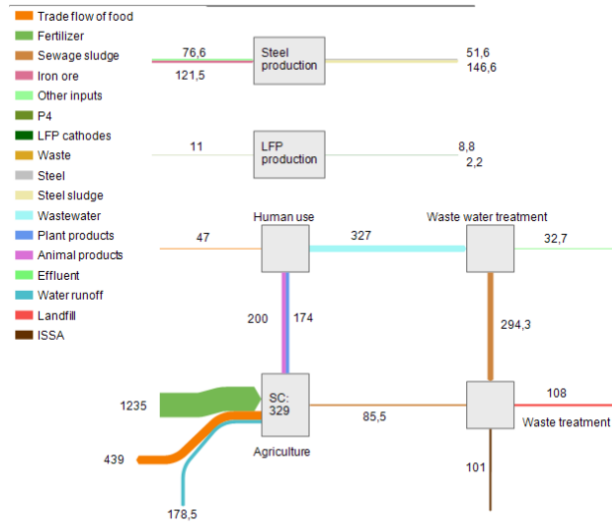 Trade flow of food
Fertilizer
Sewage sludge
Iron ore
Other inputs
P4
LFP cathodes
Waste
Steel
Steel sludge
Wastewater
Plant products
Animal products
Effluent
Water runoff
Landfill
ISSA
76,6
121,5
Steel
production
51,6
146,6
11
LFP
production
8,8
2,2
Human use
Waste water treatment
47
327
32,7
200
174
294,3
1235
SC:
329
85,5
108
Agriculture
Waste treatment
439
101
178,5